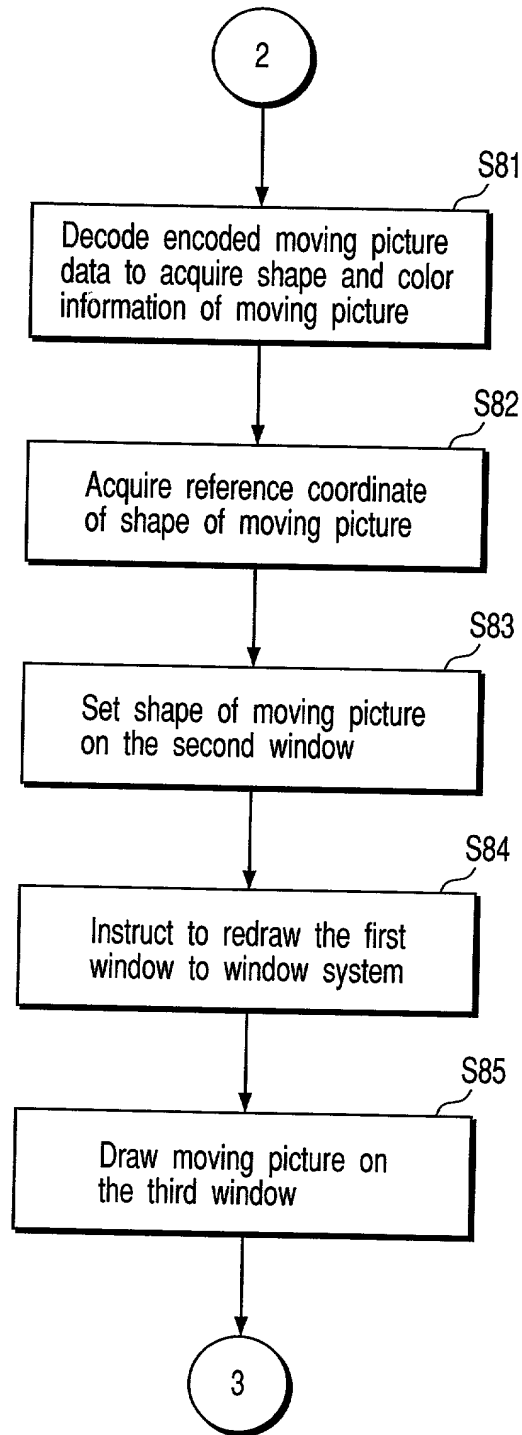 2
S81
Decode encoded moving picture
data to acquire shape and color
information of moving picture
S82
Acquire reference coordinate
of shape of moving picture
S83
Set shape of moving picture
on the second window
S84
Instruct to redraw the first
window to window system
S85
Draw moving picture on
the third window
3